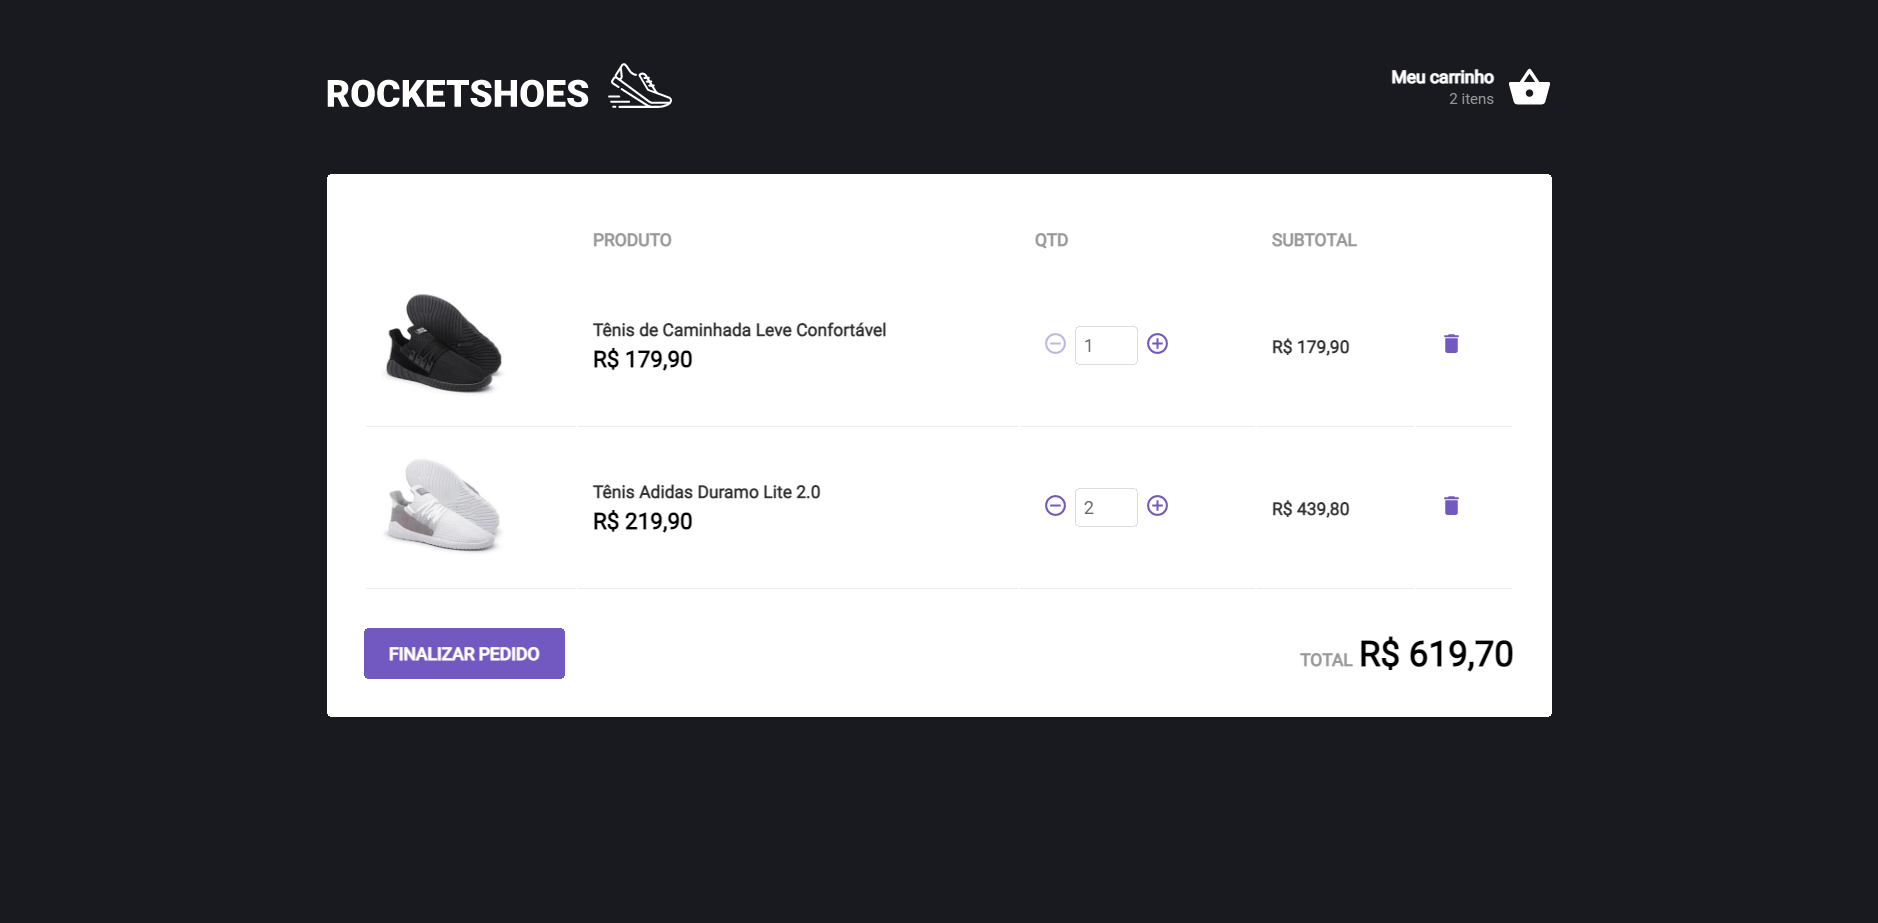 ROCKETSHOES
Meu carrinho
2 itens
PRODUTO QTD SUBTOTAL
Tênis de Caminhada Leve Confortável
R$ 179,90
1
R$ 179,90
Tênis Adidas Duramo Lite 2.0
R$ 219,90
2
R$ 439,80
FINALIZAR PEDIDO
TOTAL R$ 619,70